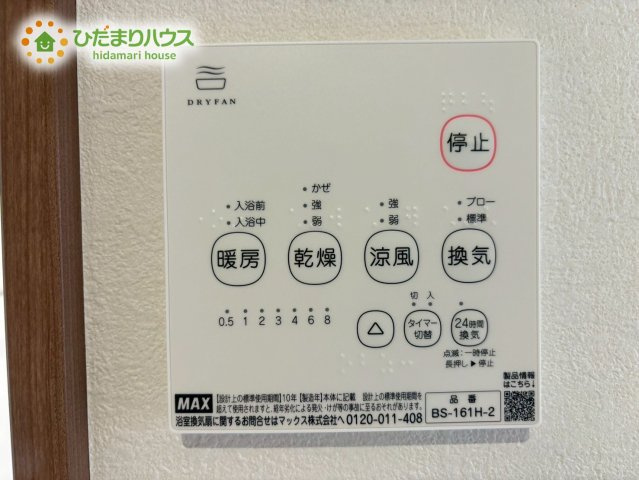 ひだまりハウス
hidamari house
DRYFAN
停止
入浴前
入浴中
暖房
かぜ
強
弱
乾燥
強
弱
涼風
ブロー
標準
換気
0.5 1 2 3 4 6 8
△
切 入
タイマー
切替
24時間
換気
点滅:一時停止
長押し▶停止
製品情報
はこちら↓
MAX
【設計上の標準使用期間】10年【製造年】本体に記載 設計上の標準使用期間を
超えて使用されますと、経年劣化による発火・けが等の事故に至るおそれがあります。
浴室換気扇に関するお問合せはマックス株式会社へ 0120-011-408
品番
BS-161H-2